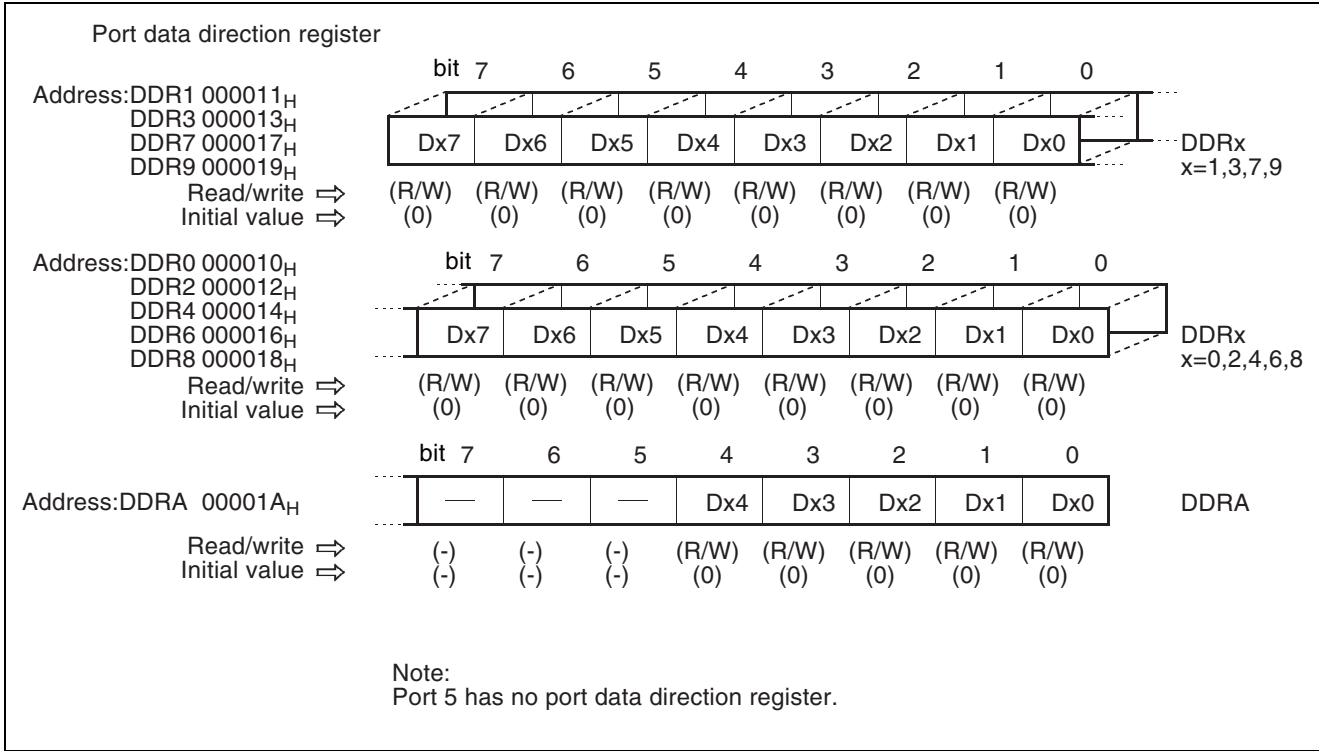 Port data direction register
bit 7 6 5 4 3 2 1 0
Address:DDR1 000011H
DDR3 000013H
DDR7 000017H
DDR9 000019H
Dx7 Dx6 Dx5 Dx4 Dx3 Dx2 Dx1 Dx0
DDRx
x=1,3,7,9
Read/write ⇨ (R/W) (R/W) (R/W) (R/W) (R/W) (R/W) (R/W) (R/W)
Initial value ⇨ (0) (0) (0) (0) (0) (0) (0) (0)
bit 7 6 5 4 3 2 1 0
Address:DDR0 000010H
DDR2 000012H
DDR4 000014H
DDR6 000016H
DDR8 000018H
Dx7 Dx6 Dx5 Dx4 Dx3 Dx2 Dx1 Dx0
DDRx
x=0,2,4,6,8
Read/write ⇨ (R/W) (R/W) (R/W) (R/W) (R/W) (R/W) (R/W) (R/W)
Initial value ⇨ (0) (0) (0) (0) (0) (0) (0) (0)
bit 7 6 5 4 3 2 1 0
Address:DDRA 00001AH — — — Dx4 Dx3 Dx2 Dx1 Dx0 DDRA
Read/write ⇨ (-) (-) (-) (R/W) (R/W) (R/W) (R/W) (R/W)
Initial value ⇨ (-) (-) (-) (0) (0) (0) (0) (0)
Note:
Port 5 has no port data direction register.